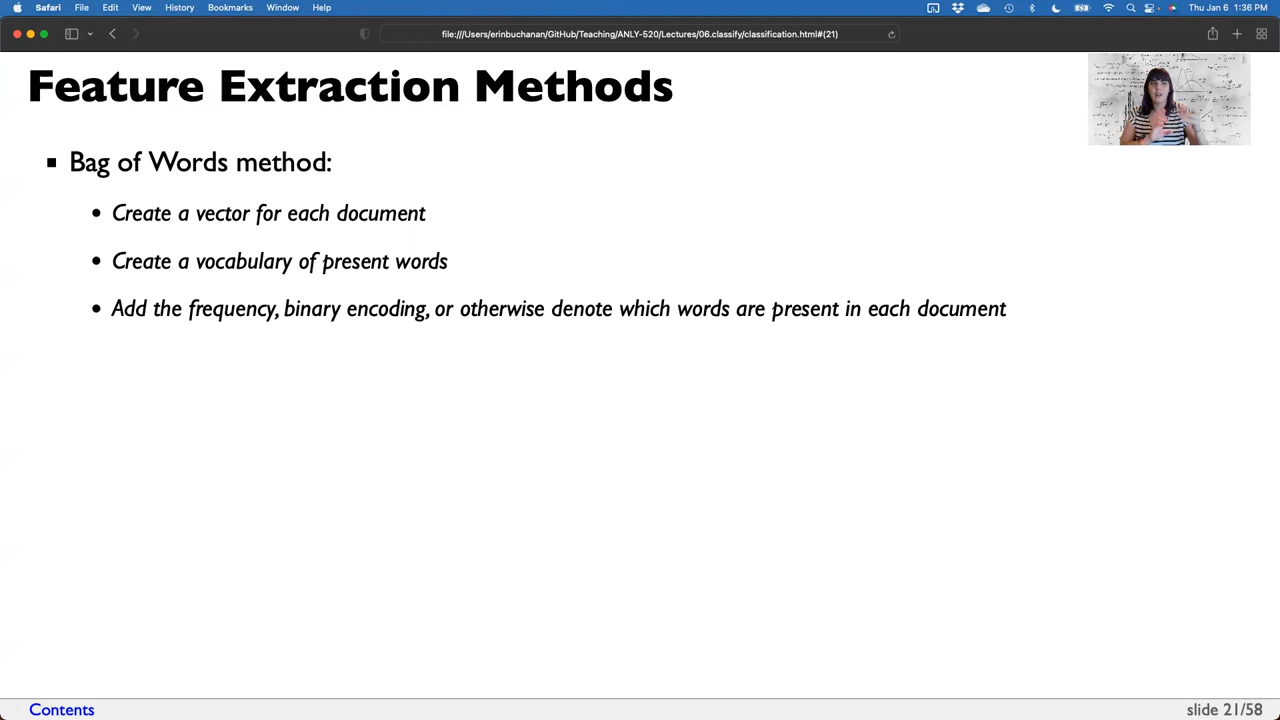 Safari File Edit View History Bookmarks Window Help Thu Jan 6 1:36 PM
file:///Users/erinbuchanan/GitHub/Teaching/ANLY-520/Lectures/06.classify/classification.html#(21)
Feature Extraction Methods
Bag of Words method:
Create a vector for each document
Create a vocabulary of present words
Add the frequency, binary encoding, or otherwise denote which words are present in each document
Contents slide 21/58